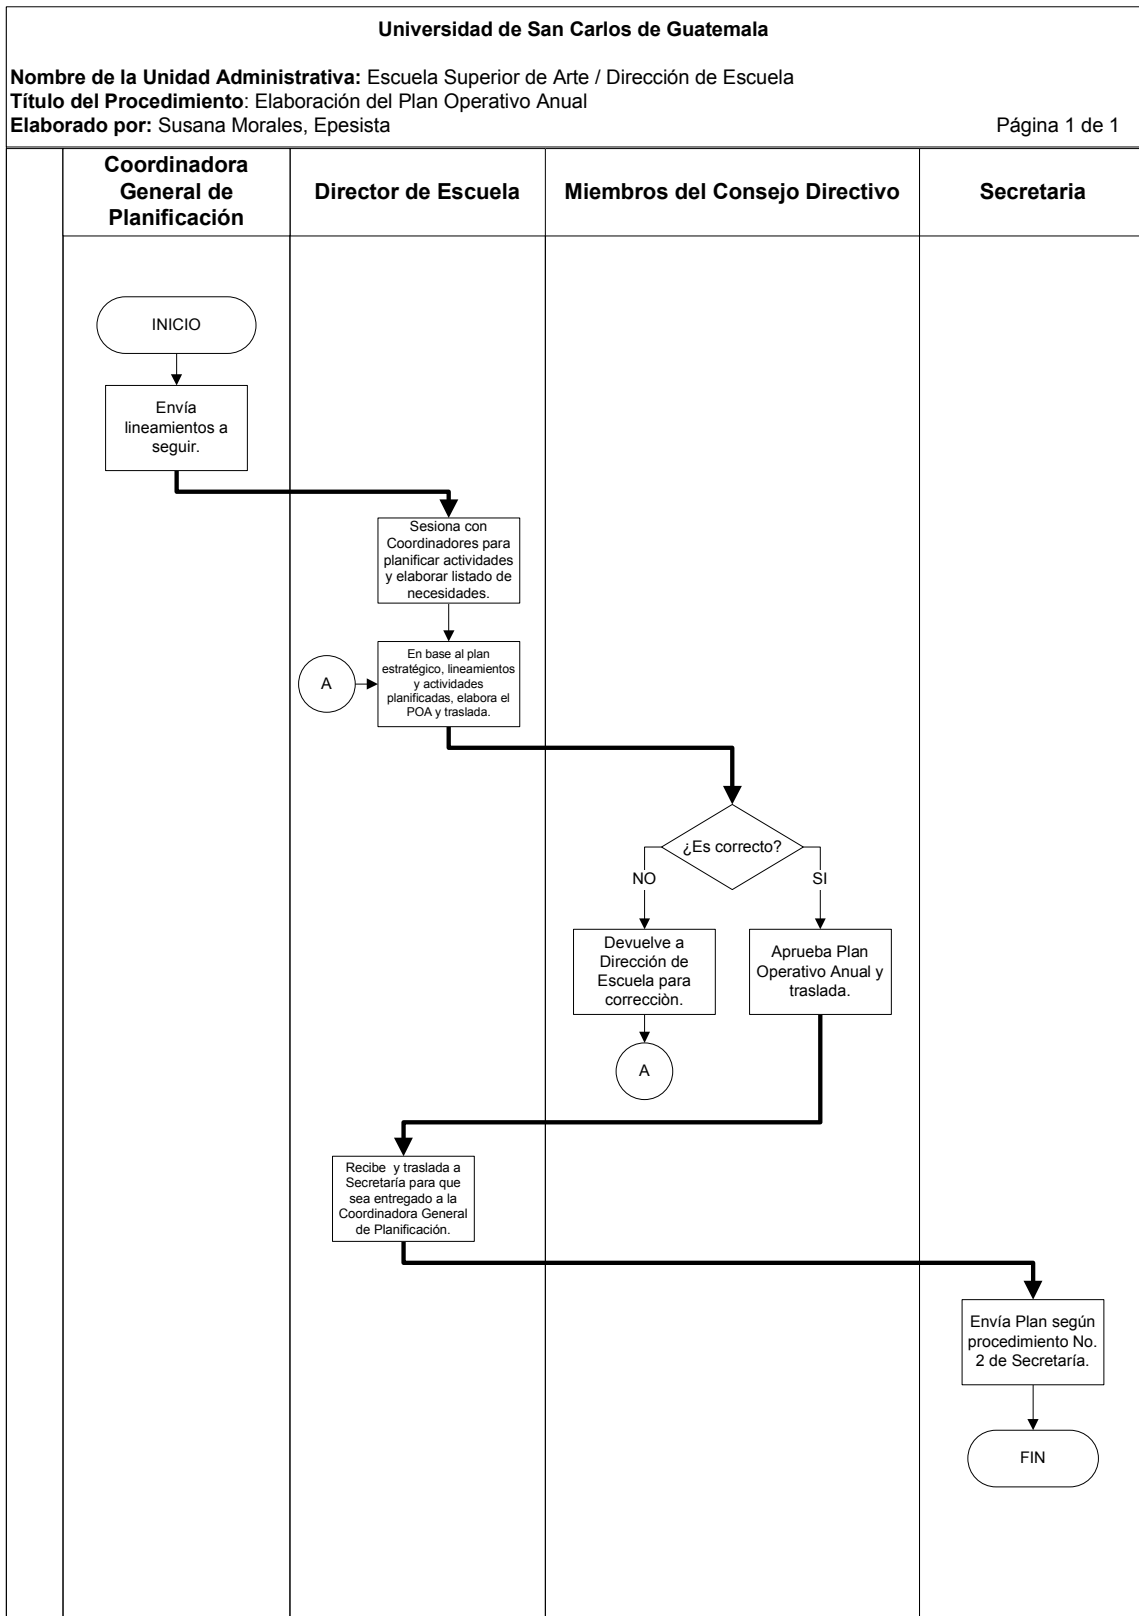 Universidad de San Carlos de Guatemala
Nombre de la Unidad Administrativa: Escuela Superior de Arte / Dirección de Escuela
Título del Procedimiento: Elaboración del Plan Operativo Anual
Elaborado por: Susana Morales, Epesista
Página 1 de 1
Coordinadora
General de
Planificación
Director de Escuela
Miembros del Consejo Directivo
Secretaria
INICIO
Envía
lineamientos a
seguir.
Sesiona con
Coordinadores para
planificar actividades
y elaborar listado de
necesidades.
A
En base al plan
estratégico, lineamientos
y actividades
planificadas, elabora el
POA y traslada.
¿Es correcto?
NO
SI
Devuelve a
Dirección de
Escuela para
correcciòn.
Aprueba Plan
Operativo Anual y
traslada.
A
Recibe y traslada a
Secretaría para que
sea entregado a la
Coordinadora General
de Planificación.
Envía Plan según
procedimiento No.
2 de Secretaría.
FIN